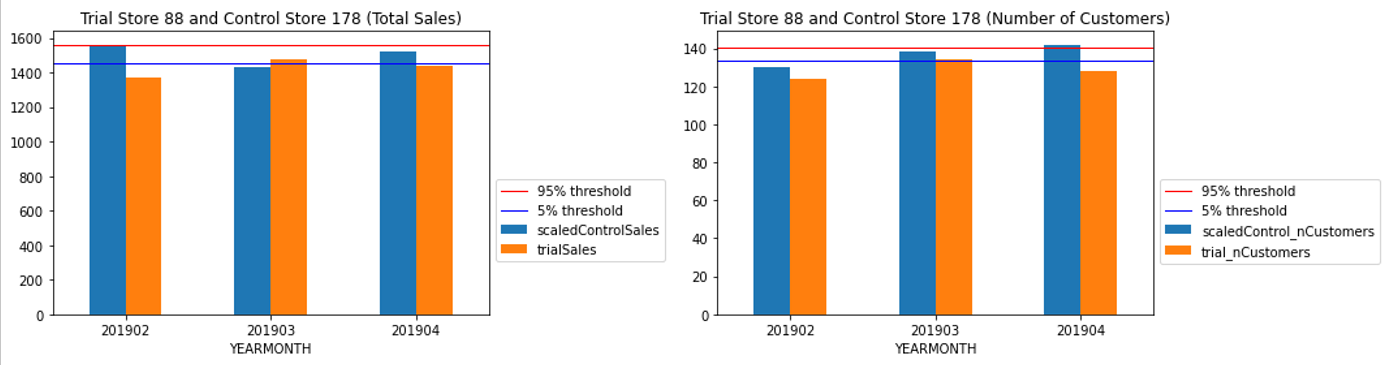 Trial Store 88 and Control Store 178 (Total Sales)
1600
1400
1200
1000
800
600
400
200
0
201902
201903
201904
YEARMONTH
95% threshold
5% threshold
scaledControlSales
trialSales
Trial Store 88 and Control Store 178 (Number of Customers)
140
120
100
80
60
40
20
0
201902
201903
201904
YEARMONTH
95% threshold
5% threshold
scaledControl_nCustomers
trial_nCustomers